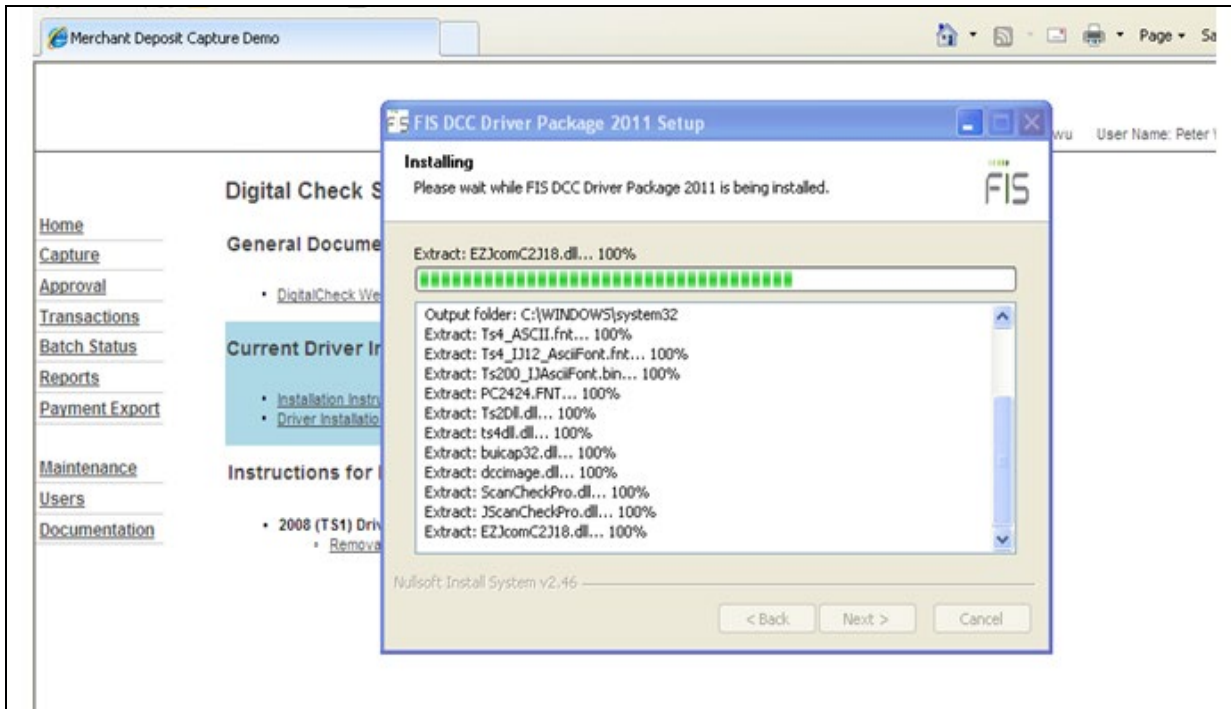 Merchant Deposit Capture Demo
Page
FIS DCC Driver Package 2011 Setup
wu User Name: Peter
Installing
Please wait while FIS DCC Driver Package 2011 is being installed.
FIS
Digital Check S
Home
Capture
Approval
Transactions
Batch Status
Reports
Payment Export
Maintenance
Users
Documentation
General Docume
DigitalCheck We
Current Driver Ir
Installation Instru
Driver Installatio
Instructions for
2008 (TS1) Driv
Remova
Extract: EZJcomC2J18.dll... 100%
Output folder: C:\WINDOWS\system32
Extract: Ts4_ASCII.fnt... 100%
Extract: Ts4_IJ12_AsciiFont.fnt... 100%
Extract: Ts200_IJAsciiFont.bin... 100%
Extract: PC2424.FNT... 100%
Extract: Ts2Dll.dll... 100%
Extract: ts4dll.dll... 100%
Extract: buicap32.dll... 100%
Extract: dccimage.dll... 100%
Extract: ScanCheckPro.dll... 100%
Extract: JScanCheckPro.dll... 100%
Extract: EZJcomC2J18.dll... 100%
Nullsoft Install System v2.46
< Back Next > Cancel